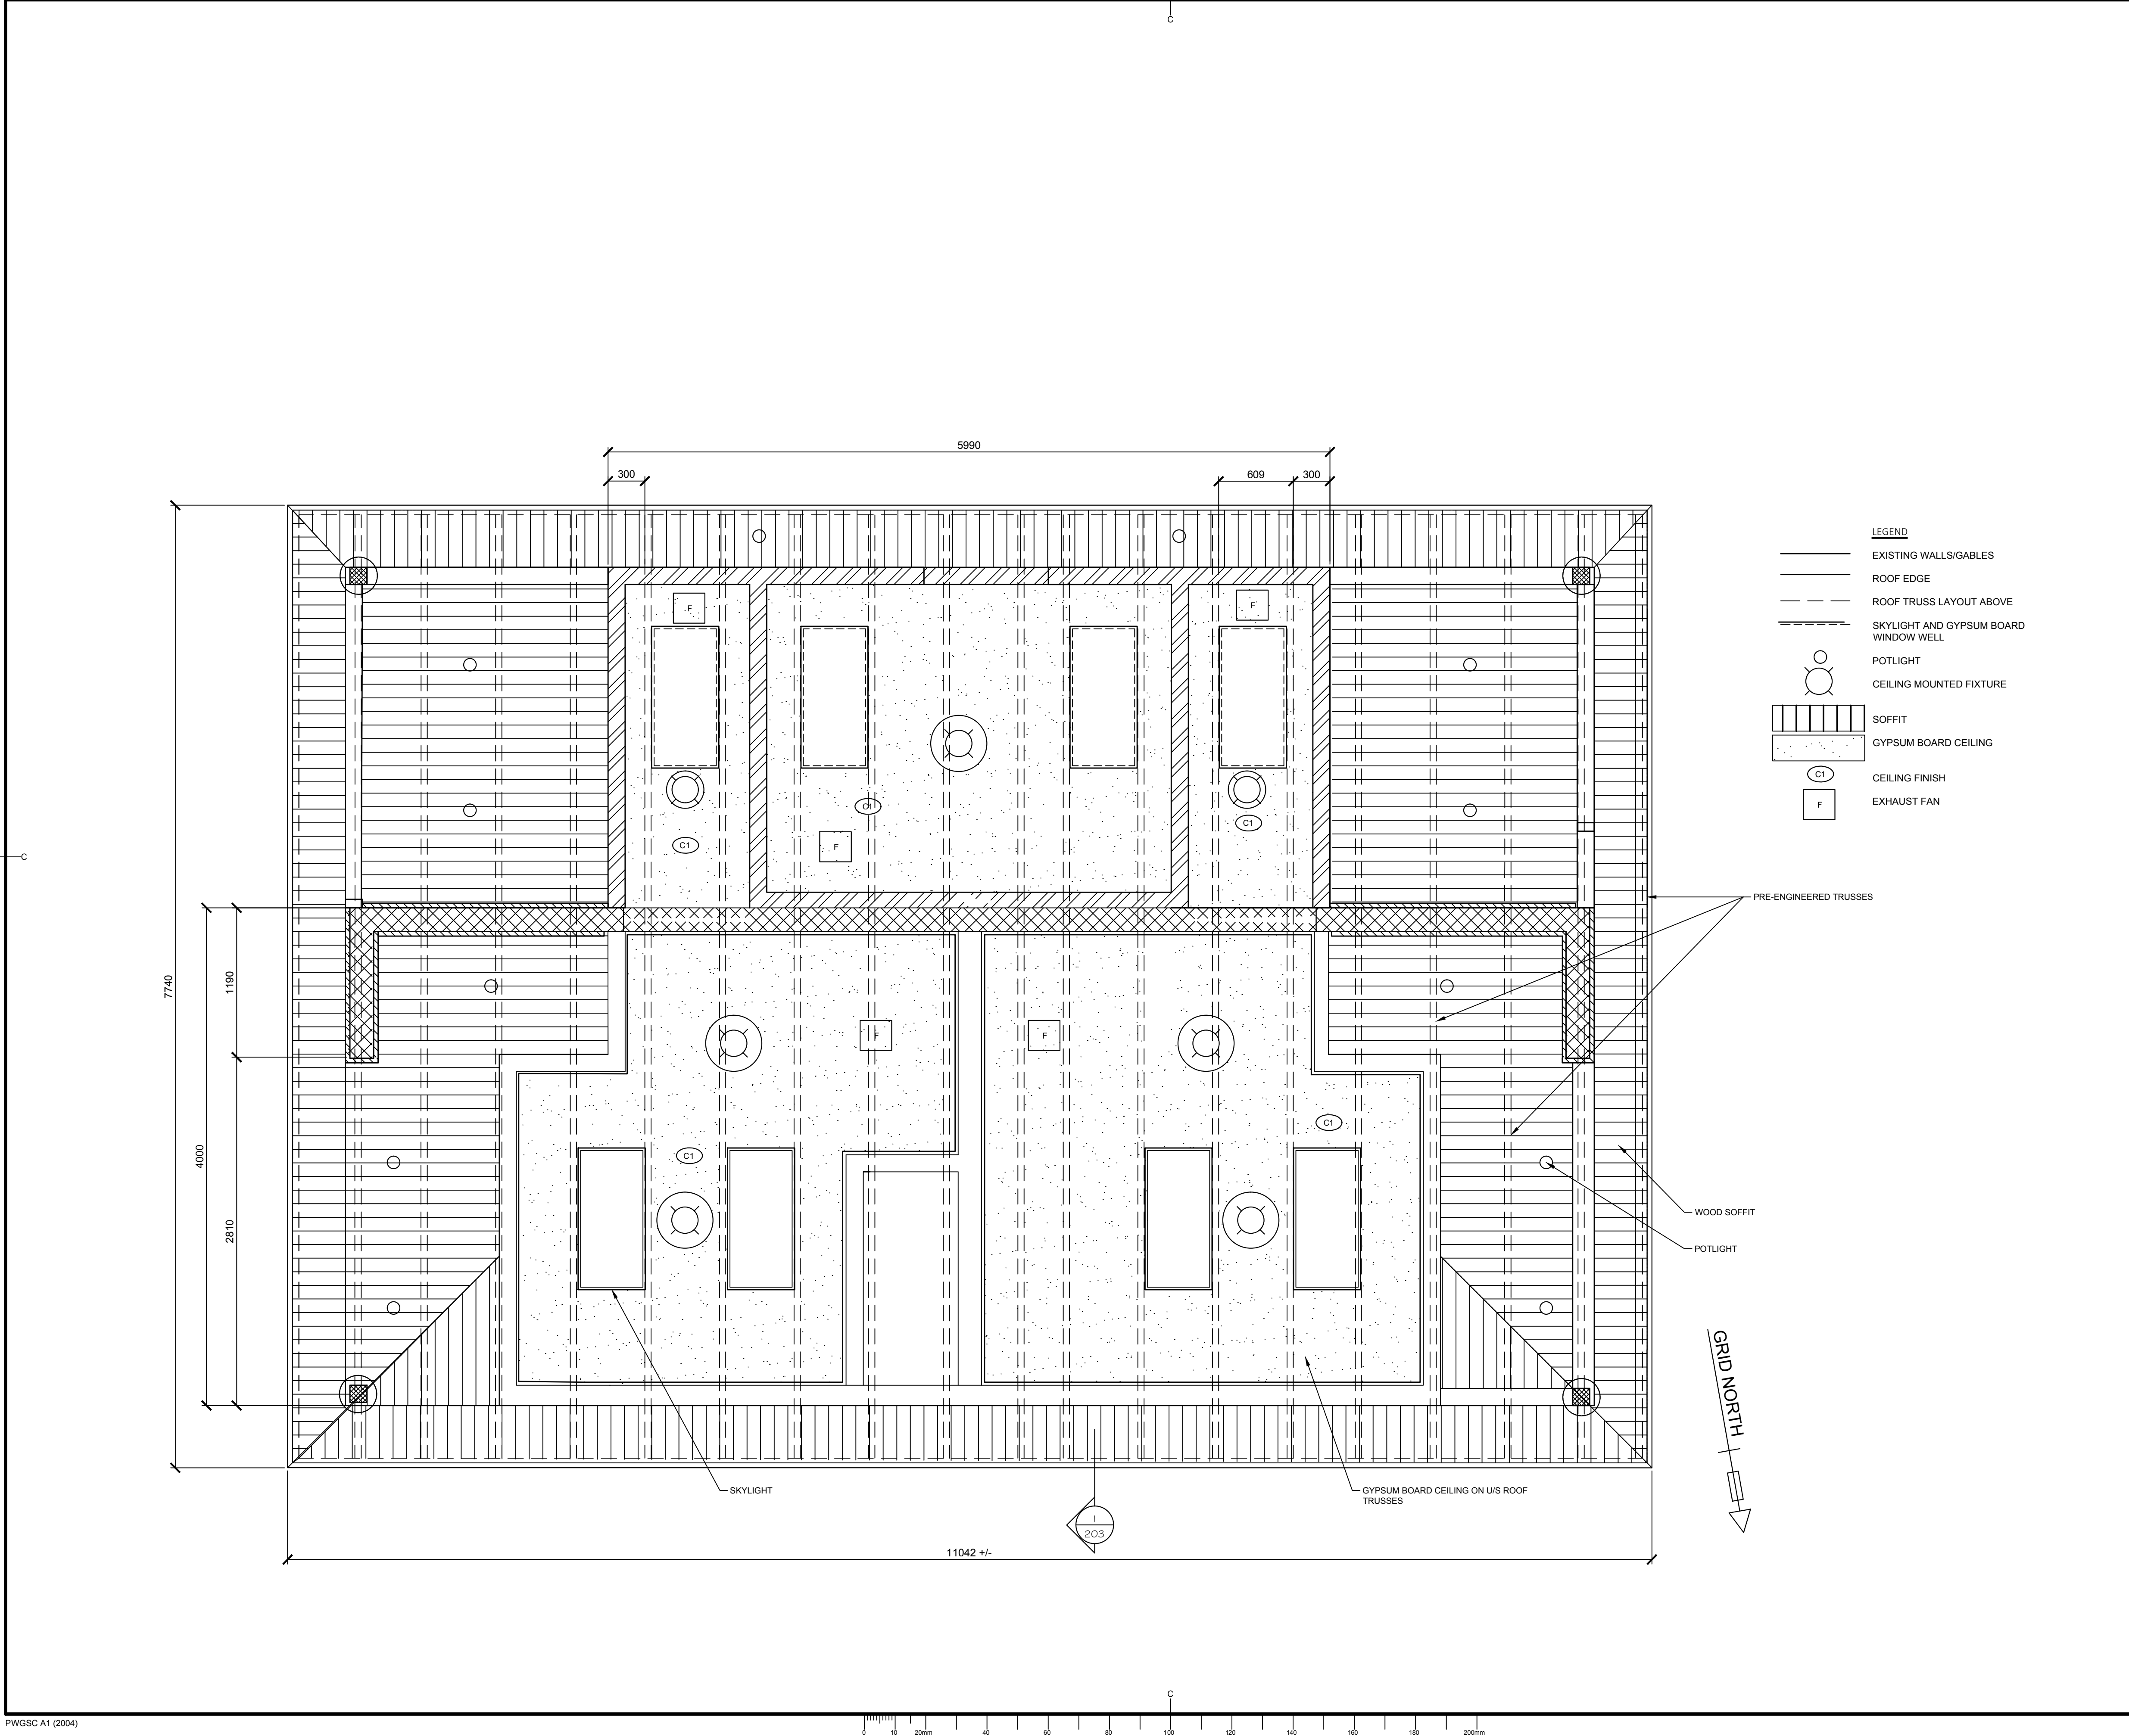 C
5990
300
609
300
LEGEND
EXISTING WALLS/GABLES
ROOF EDGE
ROOF TRUSS LAYOUT ABOVE
SKYLIGHT AND GYPSUM BOARD
WINDOW WELL
POTLIGHT
CEILING MOUNTED FIXTURE
SOFFIT
GYPSUM BOARD CEILING
C1
CEILING FINISH
F
EXHAUST FAN
F
F
C1
C1
C1
F
C
PRE-ENGINEERED TRUSSES
7740
1190
4000
2810
F
F
C1
C1
WOOD SOFFIT
POTLIGHT
GRID NORTH
SKYLIGHT
GYPSUM BOARD CEILING ON U/S ROOF
TRUSSES
1
203
11042 +/-
C
PWGSC A1 (2004)
0 10 20mm 40 60 80 100 120 140 160 180 200mm